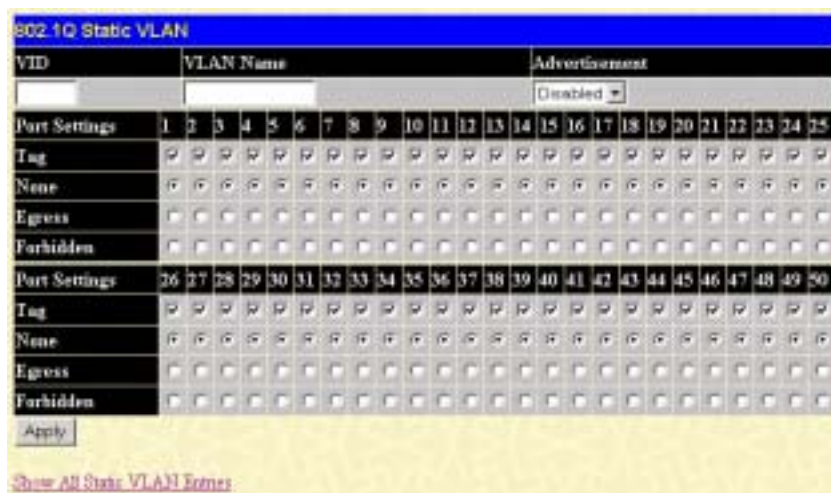 802.1Q Static VLAN
VID VLAN Name Advertisement
Disabled
Port Settings 1 2 3 4 5 6 7 8 9 10 11 12 13 14 15 16 17 18 19 20 21 22 23 24 25
Tag
None
Egress
Forbidden
Port Settings 26 27 28 29 30 31 32 33 34 35 36 37 38 39 40 41 42 43 44 45 46 47 48 49 50
Tag
None
Egress
Forbidden
Apply
Show All Static VLAN Entries